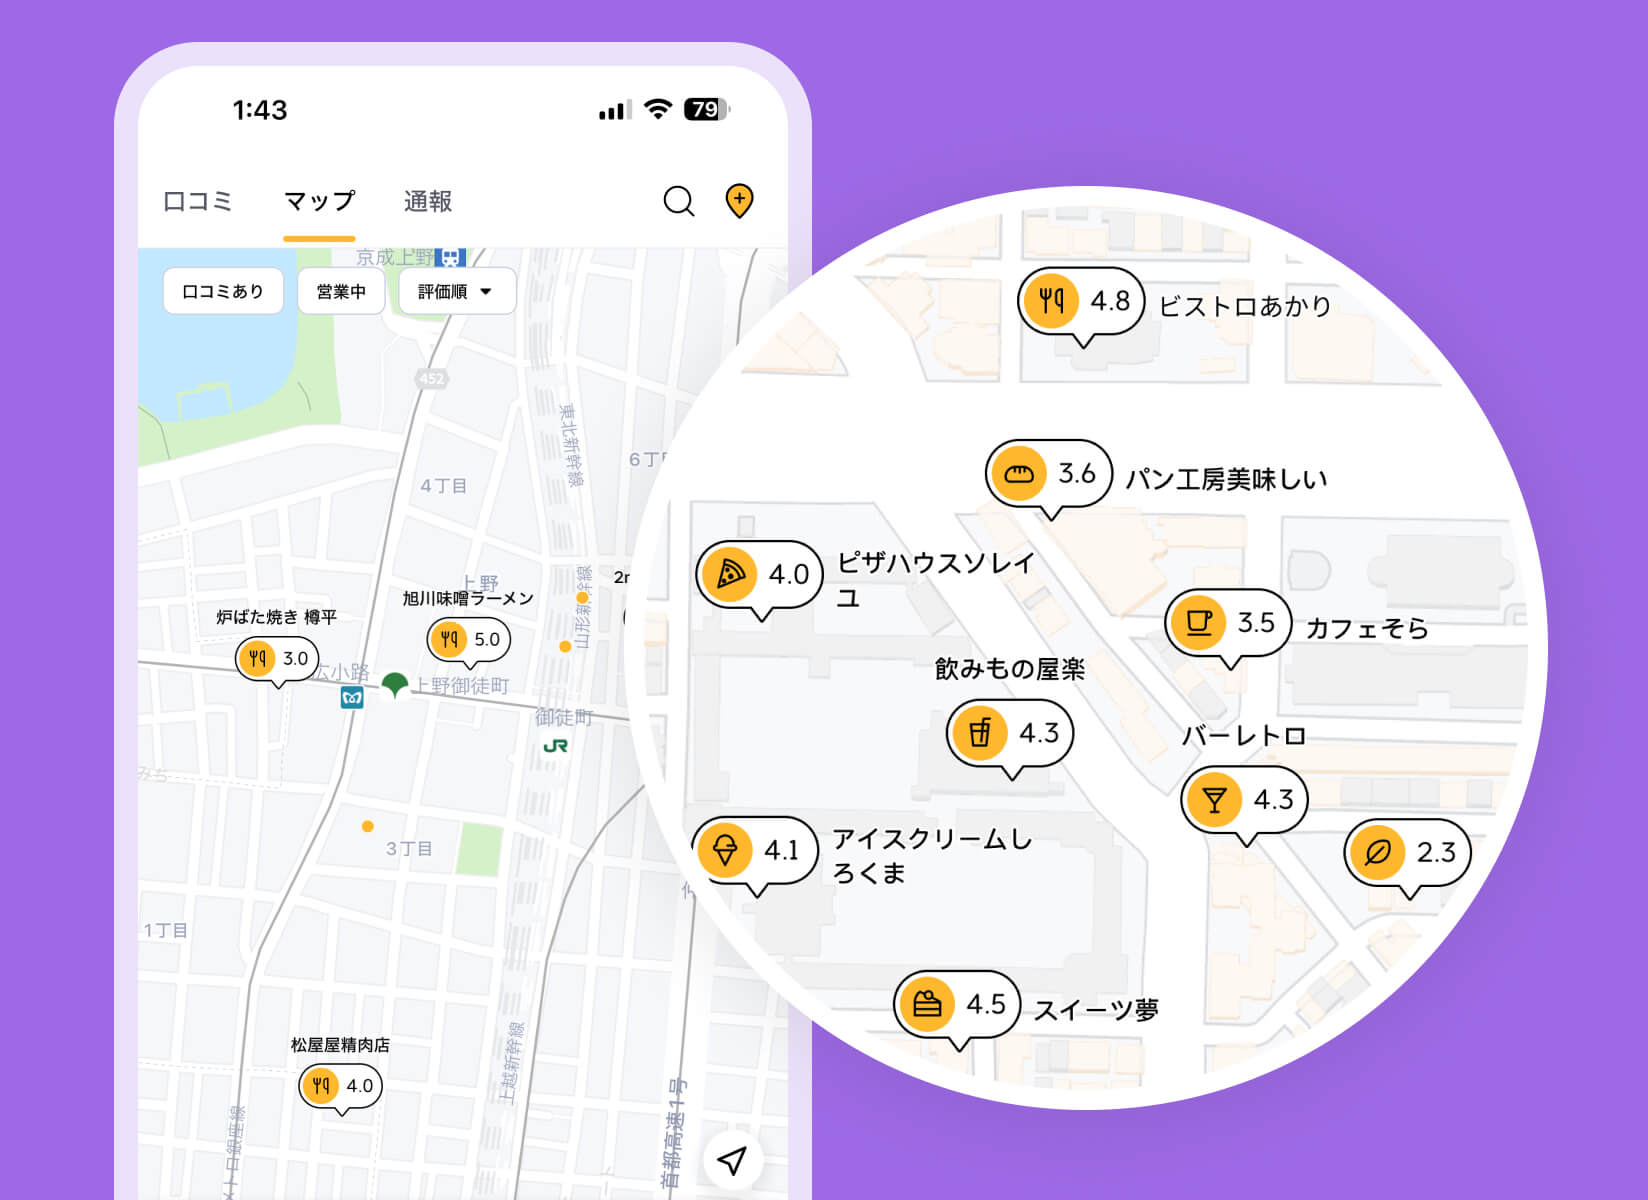 1:43
79
口コミ
マップ
通報
京成上野
口コミあり
営業中
評価順
452
東北新幹線
6丁
4丁目
上野
旭川味噌ラーメン
5.0
炉ばた焼き 樽平
3.0
山形新幹線
広小路
上野御徒町
御徒町
JR
3丁目
1丁目
上越新幹線
松屋屋精肉店
4.0
首都高速1号
ビストロあかり
4.8
3.6
パン工房美味しい
4.0
ピザハウスソレイ
ユ
3.5
カフェそら
飲みもの屋楽
4.3
バーレトロ
4.3
2.3
4.1
アイスクリームし
ろくま
4.5
スイーツ夢